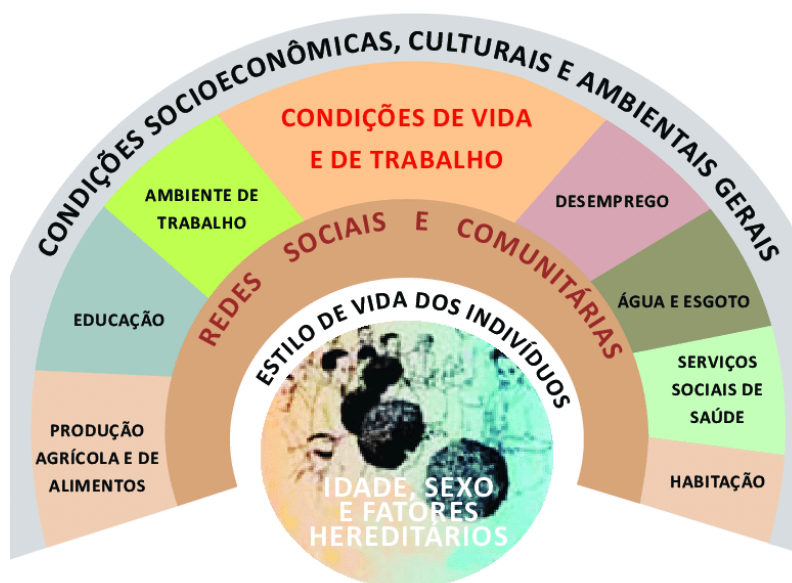 CONDIÇÕES SOCIOECONÔMICAS, CULTURAIS E AMBIENTAIS GERAIS
CONDIÇÕES DE VIDA
E DE TRABALHO
AMBIENTE DE
TRABALHO
DESEMPREGO
EDUCAÇÃO
ÁGUA E ESGOTO
PRODUÇÃO
AGRÍCOLA E DE
ALIMENTOS
SERVIÇOS
SOCIAIS DE
SAÚDE
HABITAÇÃO
REDES SOCIAIS E COMUNITÁRIAS
ESTILO DE VIDA DOS INDIVÍDUOS
IDADE, SEXO
E FATORES
HEREDITÁRIOS